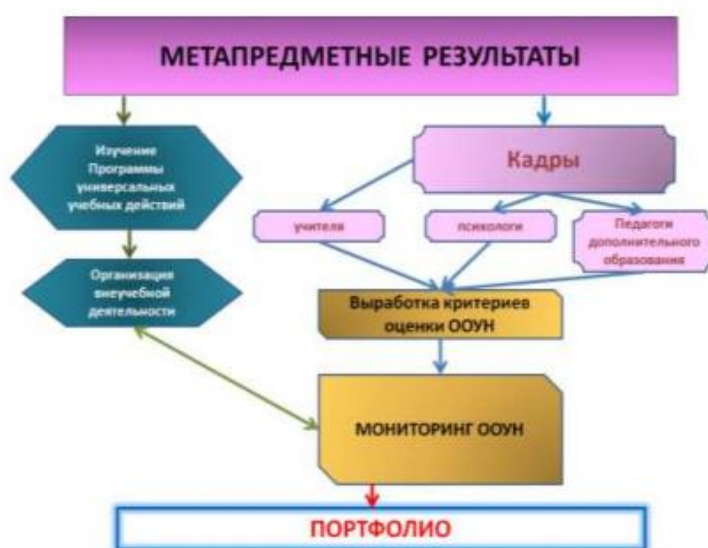 МЕТАПРЕДМЕТНЫЕ РЕЗУЛЬТАТЫ
Изучение
Программы
универсальных
учебных действий
Кадры
учителя
психологи
Педагоги
дополнительного
образования
Организация
внеучебной
деятельности
Выработка критериев
оценки ООУН
МОНИТОРИНГ ООУН
ПОРТФОЛИО